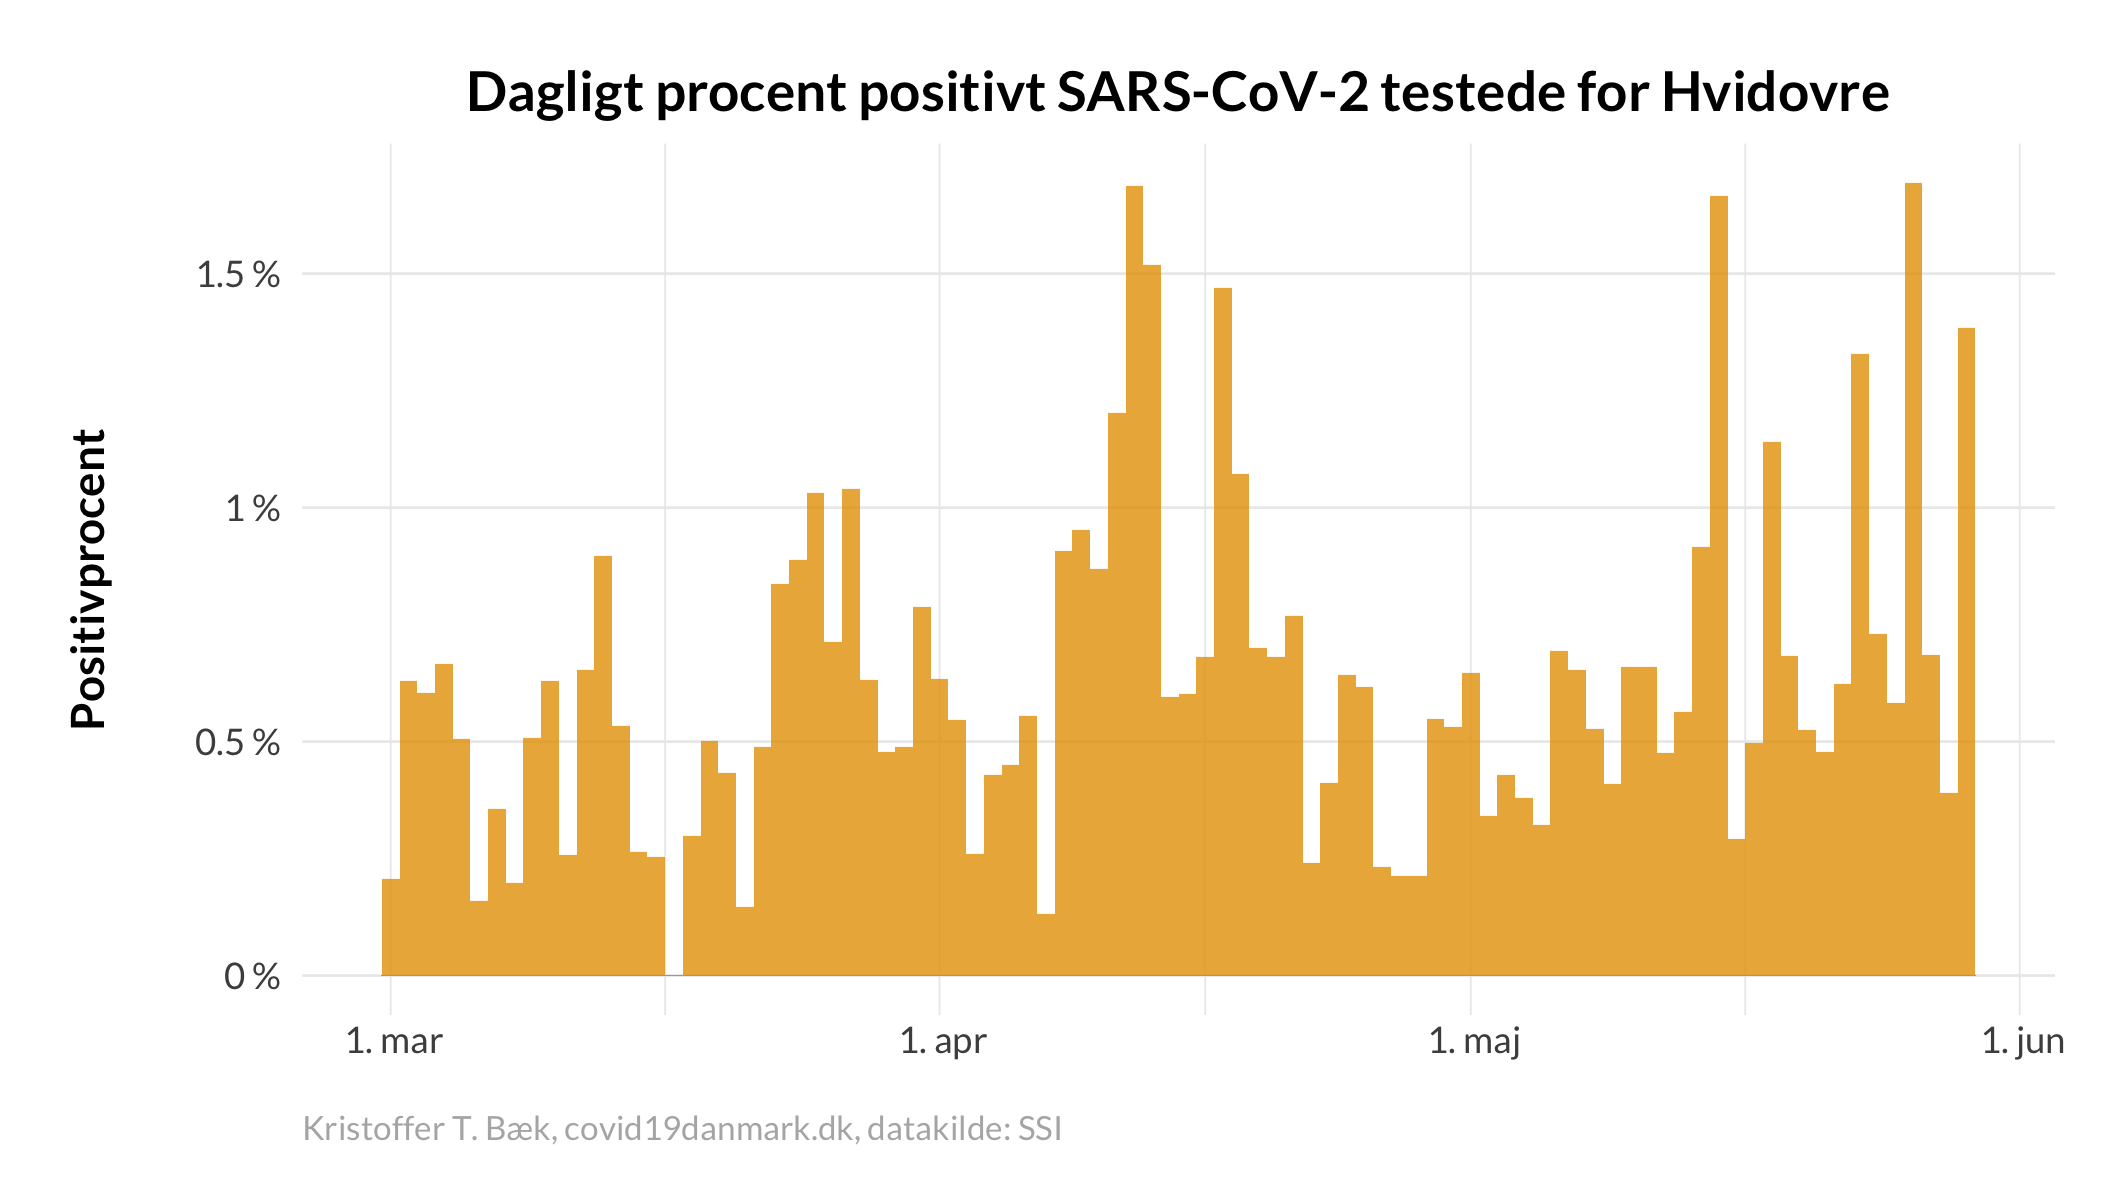 Dagligt procent positivt SARS-CoV-2 testede for Hvidovre
Positivprocent
1.5 %
1 %
0.5 %
0 %
1. mar
1. apr
1. maj
1. jun
Kristoffer T. Bæk, covid19danmark.dk, datakilde: SSI